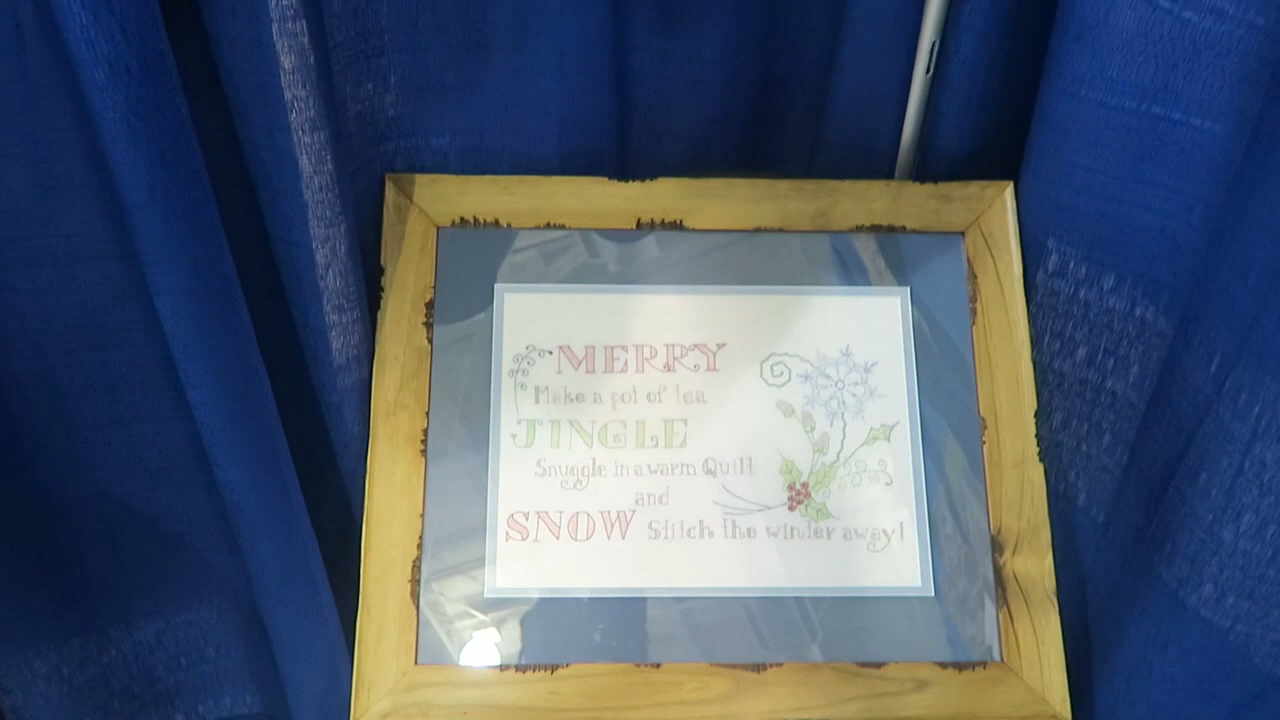 MERRY
Make a pot of tea
JINGLE
Snuggle in a warm Quilt
and
SNOW Stitch the winter away!